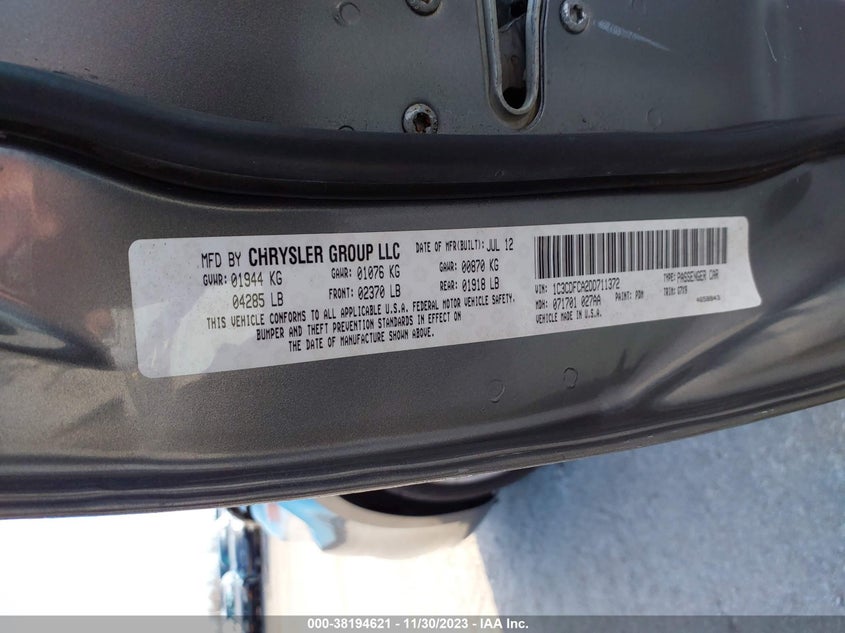 MFD BY CHRYSLER GROUP LLC
DATE OF MFR(BUILT): JUL 12
GVWR: 01944 KG
GAWR: 01076 KG
GAWR: 00870 KG
04285 LB
FRONT: 02370 LB
REAR: 01918 LB
THIS VEHICLE CONFORMS TO ALL APPLICABLE U.S.A. FEDERAL MOTOR VEHICLE SAFETY,
BUMPER AND THEFT PREVENTION STANDARDS IN EFFECT ON
THE DATE OF MANUFACTURE SHOWN ABOVE.
VIN: 1C3CDFCA2DD711372
TYPE: PASSENGER CAR
MDH: 071701 027AA
PAINT: PDM
VEHICLE MADE IN U.S.A.
000-38194621 - 11/30/2023 - IAA Inc.